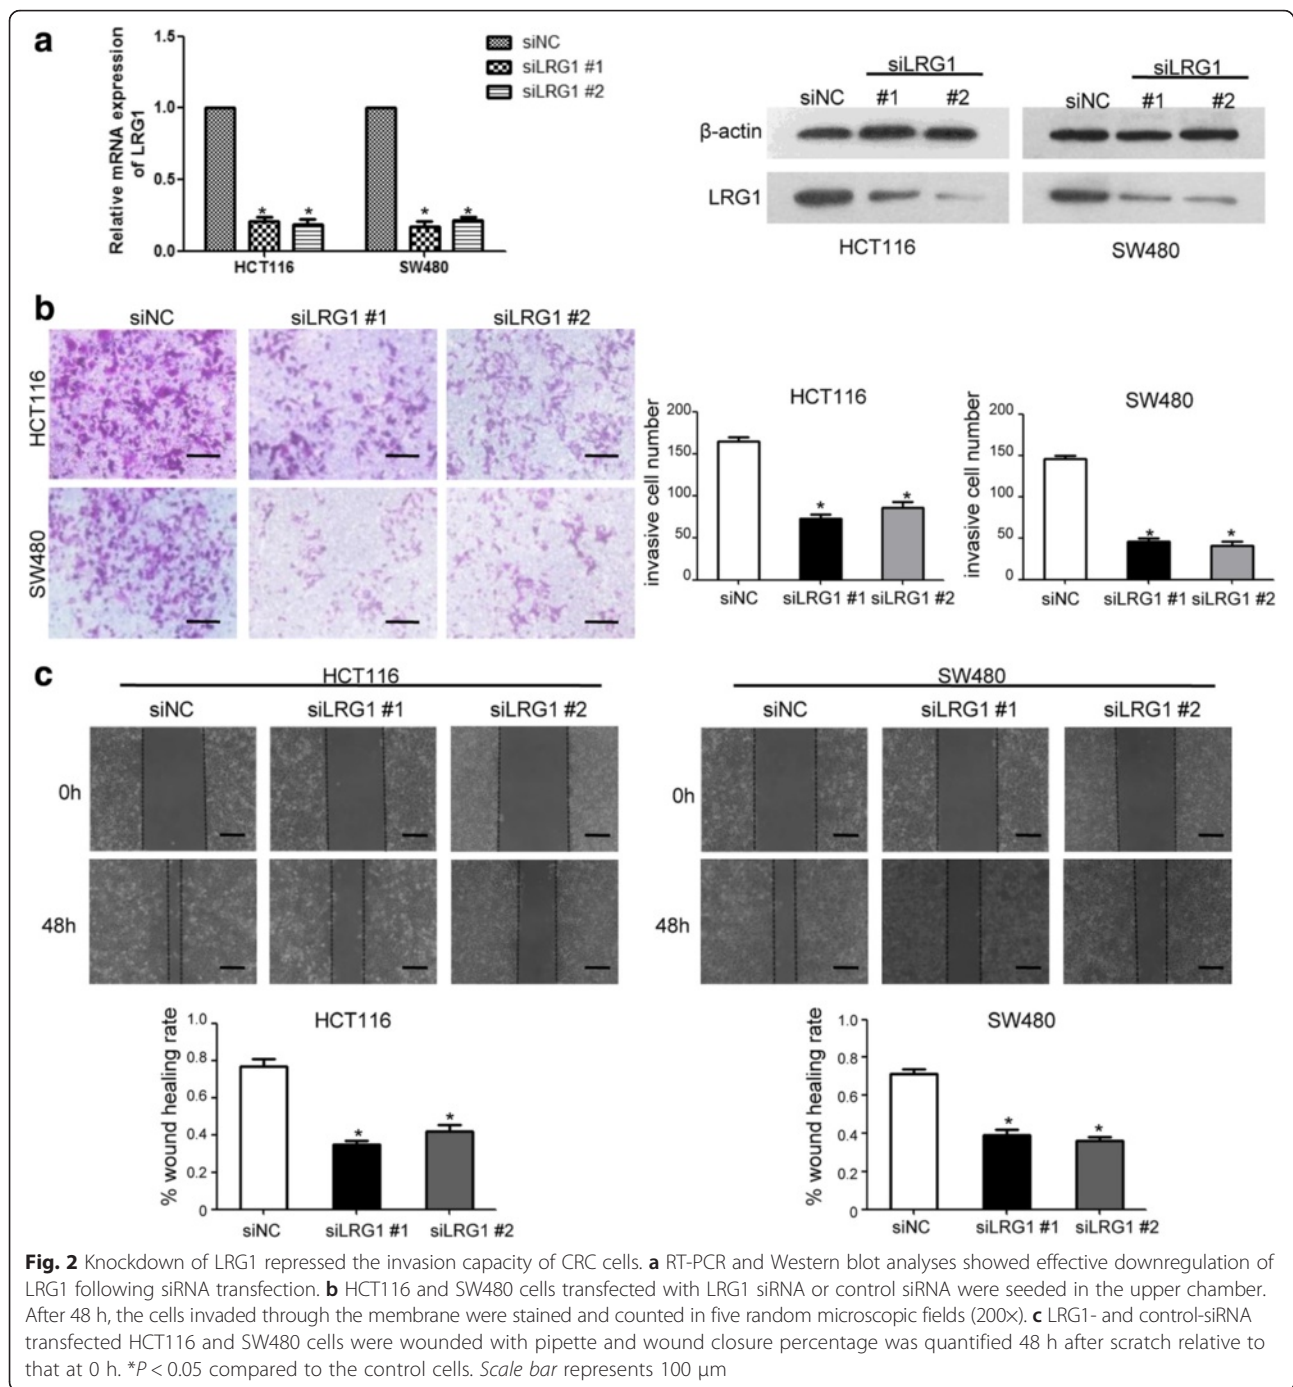 a
1.5
1.0
0.5
0.0
Relative mRNA expression
of LRG1
siNC
siLRG1 #1
siLRG1 #2
*
*
*
*
HCT116
SW480
siLRG1
siLRG1
siNC #1 #2
siNC #1 #2
β-actin
LRG1
HCT116
SW480
b
siNC
siLRG1 #1
siLRG1 #2
HCT116
SW480
HCT116
invasive cell number
200
150
100
50
0
*
*
siNC
siLRG1 #1
siLRG1 #2
SW480
invasive cell number
200
150
100
50
0
*
*
siNC
siLRG1 #1
siLRG1 #2
c
HCT116
siNC
siLRG1 #1
siLRG1 #2
0h
48h
SW480
siNC
siLRG1 #1
siLRG1 #2
0h
48h
HCT116
% wound healing rate
1.0
0.8
0.6
0.4
0.2
0
*
*
siNC
siLRG1 #1
siLRG1 #2
SW480
% wound healing rate
1.0
0.8
0.6
0.4
0.2
0
*
*
siNC
siLRG1 #1
siLRG1 #2
Fig. 2 Knockdown of LRG1 repressed the invasion capacity of CRC cells. a RT-PCR and Western blot analyses showed effective downregulation of
LRG1 following siRNA transfection. b HCT116 and SW480 cells transfected with LRG1 siRNA or control siRNA were seeded in the upper chamber.
After 48 h, the cells invaded through the membrane were stained and counted in five random microscopic fields (200×). c LRG1- and control-siRNA
transfected HCT116 and SW480 cells were wounded with pipette and wound closure percentage was quantified 48 h after scratch relative to
that at 0 h. *P < 0.05 compared to the control cells. Scale bar represents 100 μm